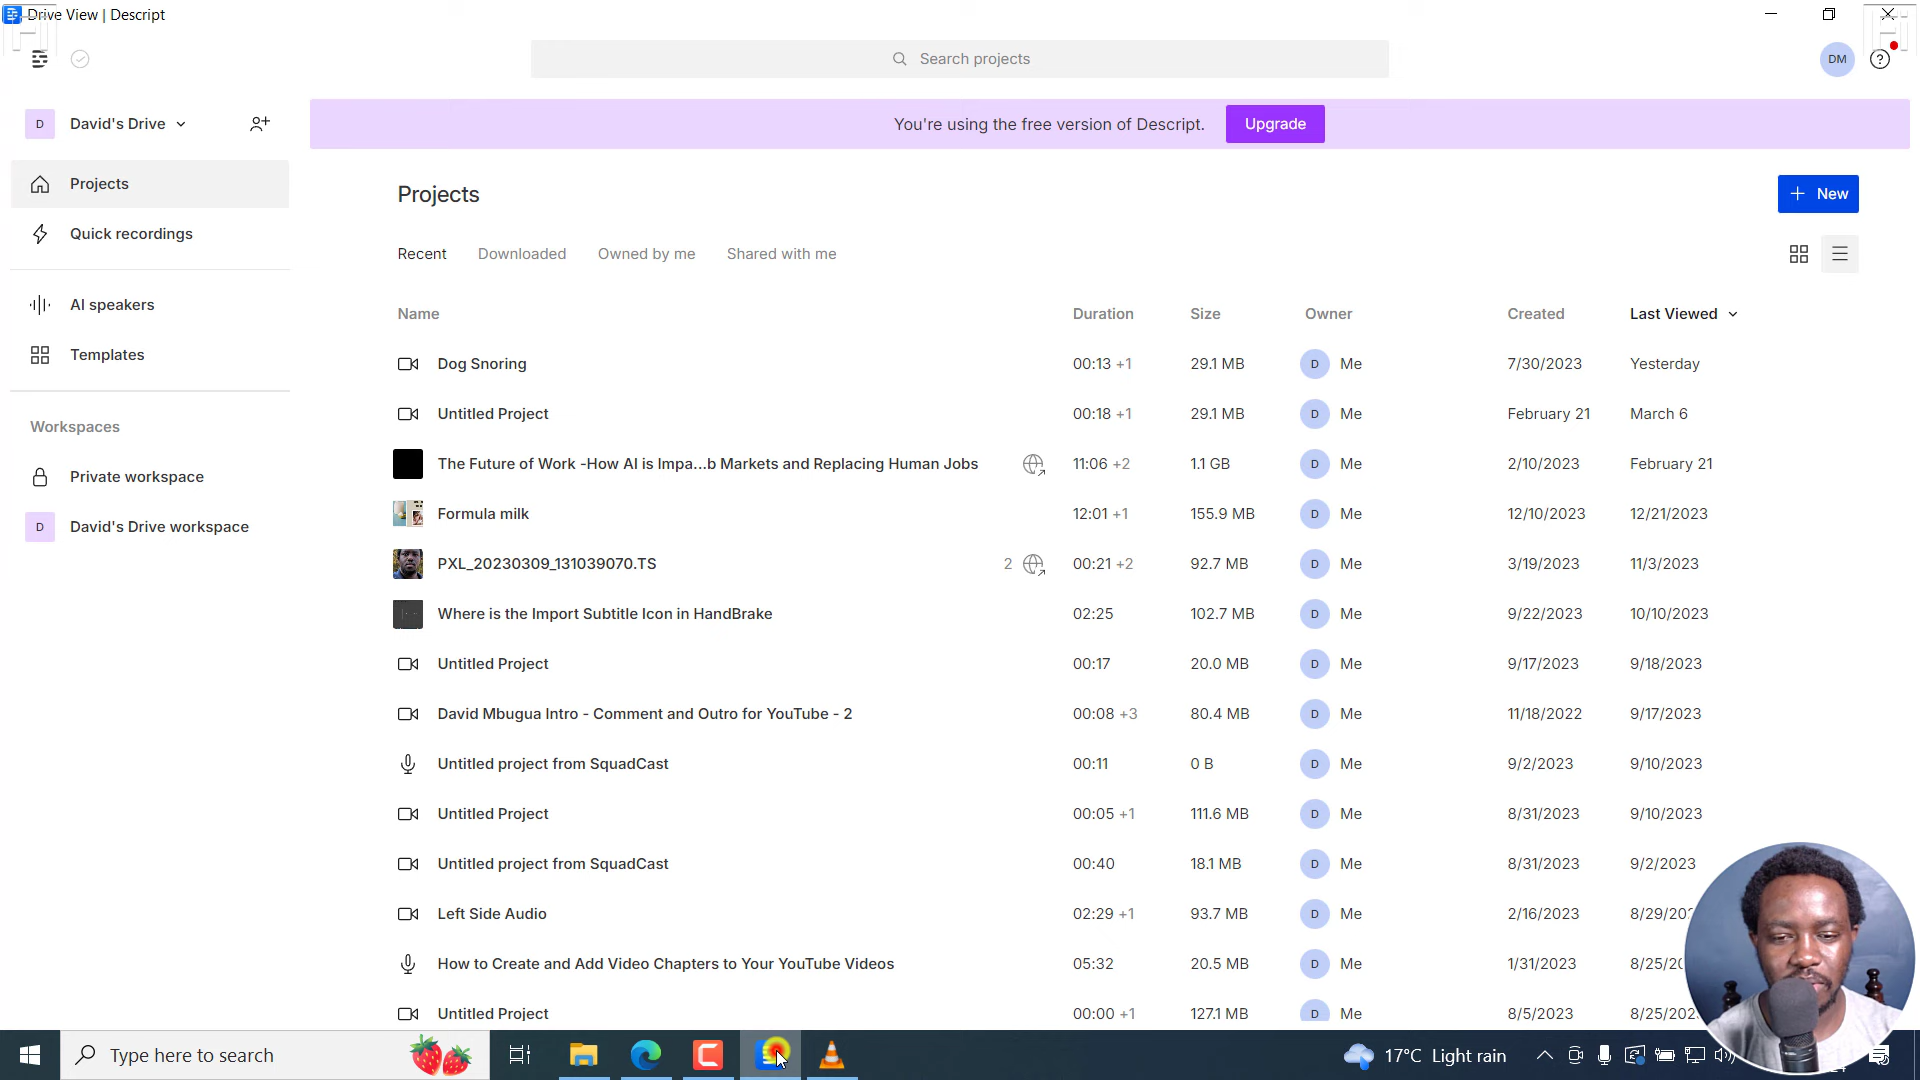 Drive View | Descript
Search projects
DM
D David's Drive
You're using the free version of Descript. Upgrade
Projects
Quick recordings
AI speakers
Templates
Workspaces
Private workspace
D David's Drive workspace
Projects
+ New
Recent Downloaded Owned by me Shared with me
Name Duration Size Owner Created Last Viewed
Dog Snoring 00:13 +1 29.1 MB D Me 7/30/2023 Yesterday
Untitled Project 00:18 +1 29.1 MB D Me February 21 March 6
The Future of Work -How AI is Impa...b Markets and Replacing Human Jobs 11:06 +2 1.1 GB D Me 2/10/2023 February 21
Formula milk 12:01 +1 155.9 MB D Me 12/10/2023 12/21/2023
PXL_20230309_131039070.TS 2 00:21 +2 92.7 MB D Me 3/19/2023 11/3/2023
Where is the Import Subtitle Icon in HandBrake 02:25 102.7 MB D Me 9/22/2023 10/10/2023
Untitled Project 00:17 20.0 MB D Me 9/17/2023 9/18/2023
David Mbugua Intro - Comment and Outro for YouTube - 2 00:08 +3 80.4 MB D Me 11/18/2022 9/17/2023
Untitled project from SquadCast 00:11 0 B D Me 9/2/2023 9/10/2023
Untitled Project 00:05 +1 111.6 MB D Me 8/31/2023 9/10/2023
Untitled project from SquadCast 00:40 18.1 MB D Me 8/31/2023 9/2/2023
Left Side Audio 02:29 +1 93.7 MB D Me 2/16/2023 8/29/202
How to Create and Add Video Chapters to Your YouTube Videos 05:32 20.5 MB D Me 1/31/2023 8/25/20
Untitled Project 00:00 +1 127.1 MB D Me 8/5/2023 8/25/202
Type here to search
17°C Light rain